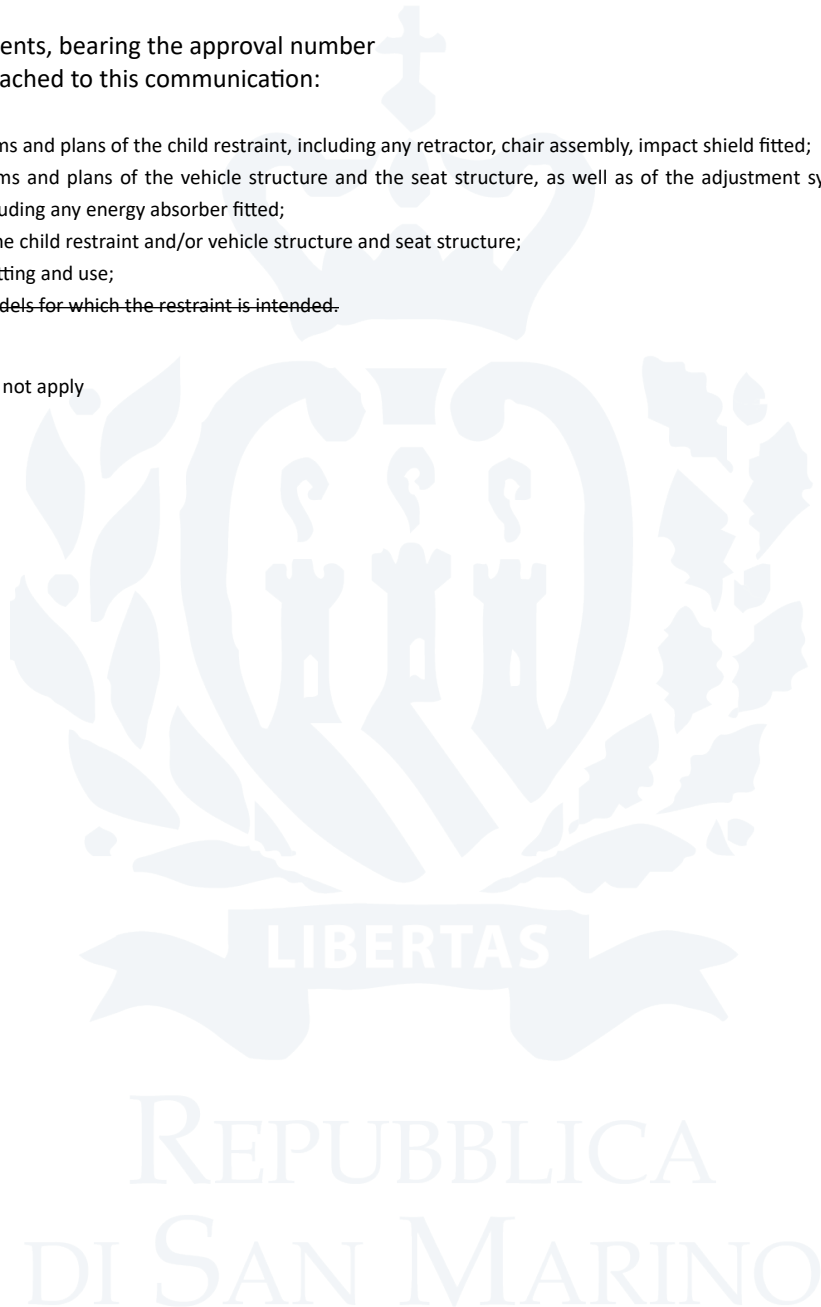 ents, bearing the approval number
ached to this communication:
ms and plans of the child restraint, including any retractor, chair assembly, impact shield fitted;
ms and plans of the vehicle structure and the seat structure, as well as of the adjustment sy
uding any energy absorber fitted;
he child restraint and/or vehicle structure and seat structure;
tting and use;
dels for which the restraint is intended.
not apply
LIBERTAS
REPUBBLICA
DI SAN MARINO